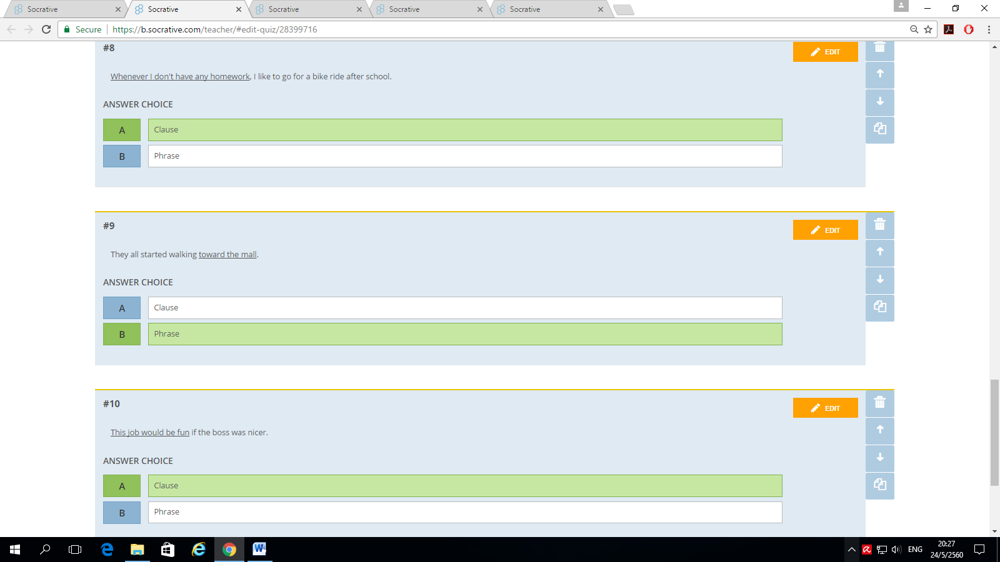 Socrative
Socrative
Socrative
Socrative
Socrative
Secure https://b.socrative.com/teacher/#edit-quiz/28399716
#8
EDIT
Whenever I don't have any homework, I like to go for a bike ride after school.
ANSWER CHOICE
A Clause
B Phrase
#9
EDIT
They all started walking toward the mall.
ANSWER CHOICE
A Clause
B Phrase
#10
EDIT
This job would be fun if the boss was nicer.
ANSWER CHOICE
A Clause
B Phrase
ENG
20:27
24/5/2560